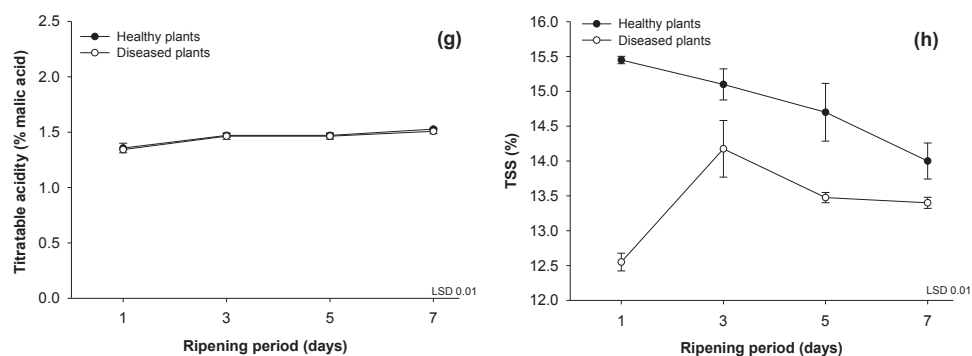 2.5
2.0
1.5
1.0
0.5
0.0
Titratable acidity (% malic acid)
Healthy plants
Diseased plants
(g)
LSD 0.01
1 3 5 7
Ripening period (days)
16.0
15.5
15.0
14.5
14.0
13.5
13.0
12.5
12.0
TSS (%)
Healthy plants
Diseased plants
(h)
LSD 0.01
1 3 5 7
Ripening period (days)